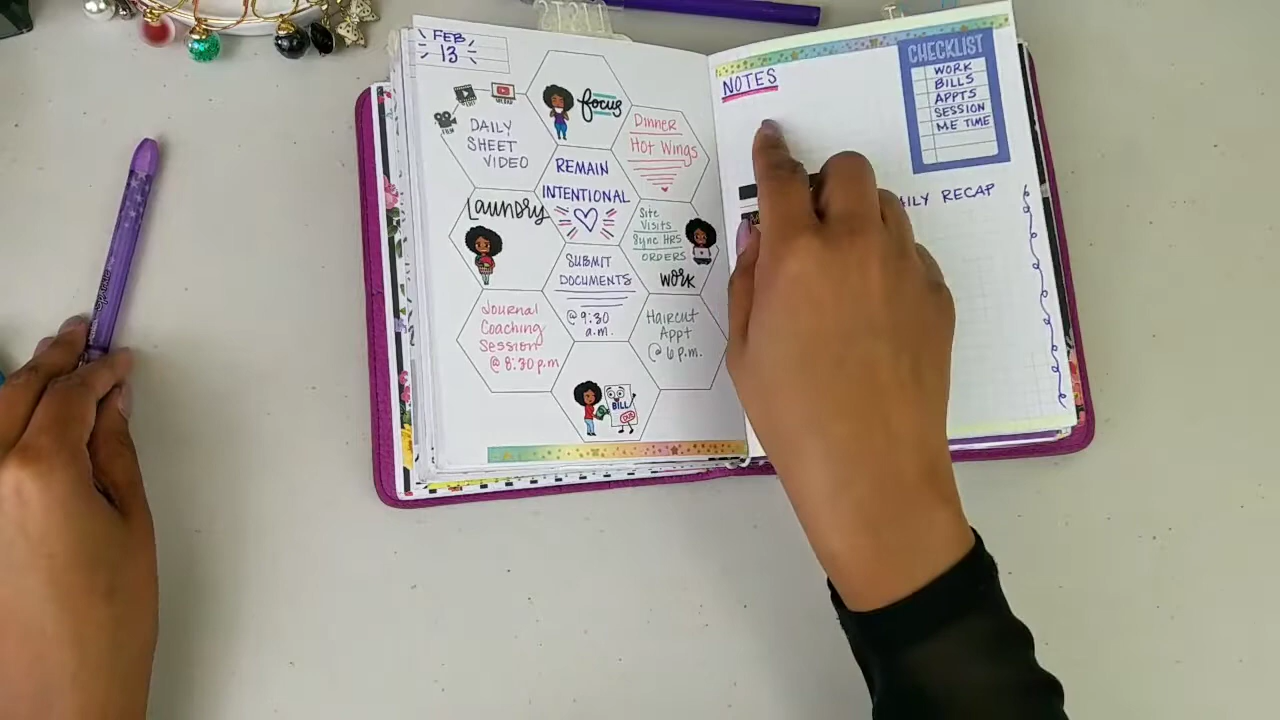 FEB
13
focus
DAILY
SHEET
VIDEO
Dinner
Hot Wings
REMAIN
INTENTIONAL
Laundry
Site
Visits
Sync HRS
ORDERS
WORK
SUBMIT
DOCUMENTS
@ 9:30
a.m.
Journal
Coaching
Session
@ 8:30 p.m
Haircut
Appt
@ 6 p.m.
BILL
NOTES
CHECKLIST
WORK
BILLS
APPTS
SESSION
ME TIME
AILY RECAP